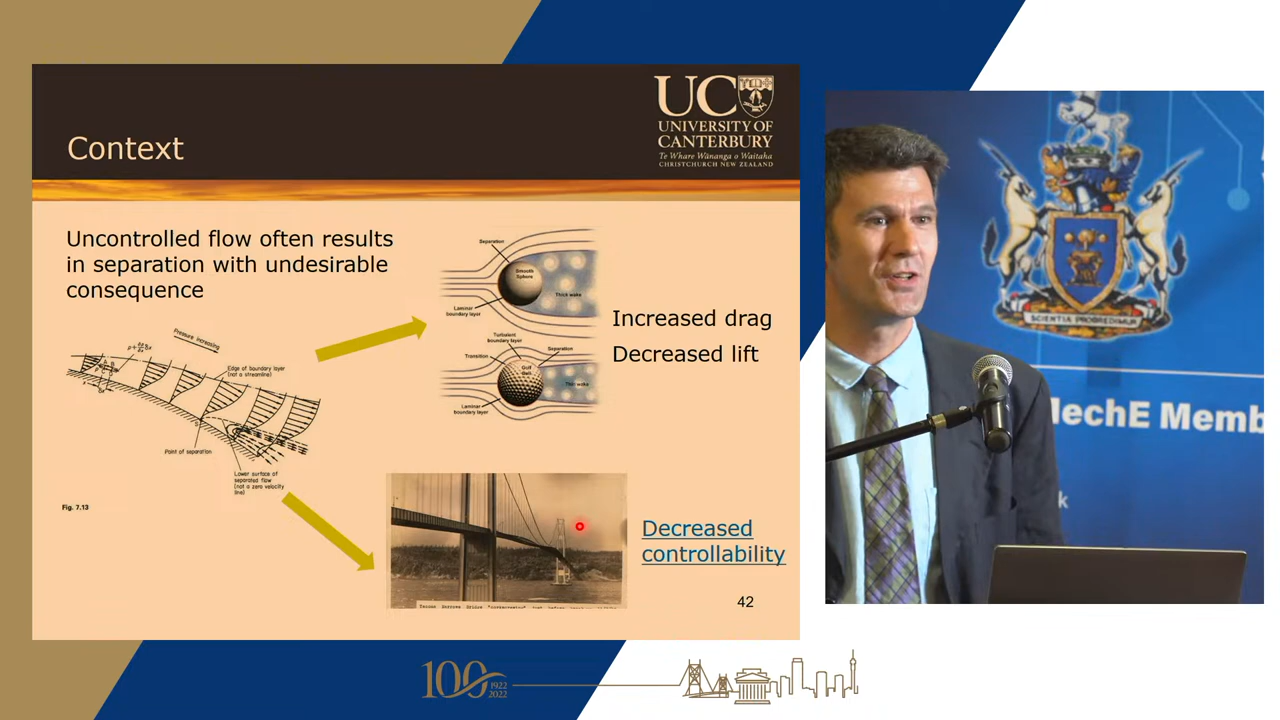 Context
UC
UNIVERSITY OF
CANTERBURY
Te Whare Wānanga o Waitaha
CHRISTCHURCH NEW ZEALAND
Uncontrolled flow often results
in separation with undesirable
consequence
Pressure increasing
Edge of boundary layer
(not a streamline)
Point of separation
Lower surface of
separated flow
(not a zero velocity
line)
Fig. 7.13
Separation
Smooth
Sphere
Thick wake
Laminar
boundary layer
Turbulent
boundary layer
Transition
Separation
Golf
Ball
Thick wake
Laminar
boundary layer
Increased drag
Decreased lift
Decreased
controllability
42
SCIENTIA PROGREDIMUR
MechE Memb
k
100
1922
2022